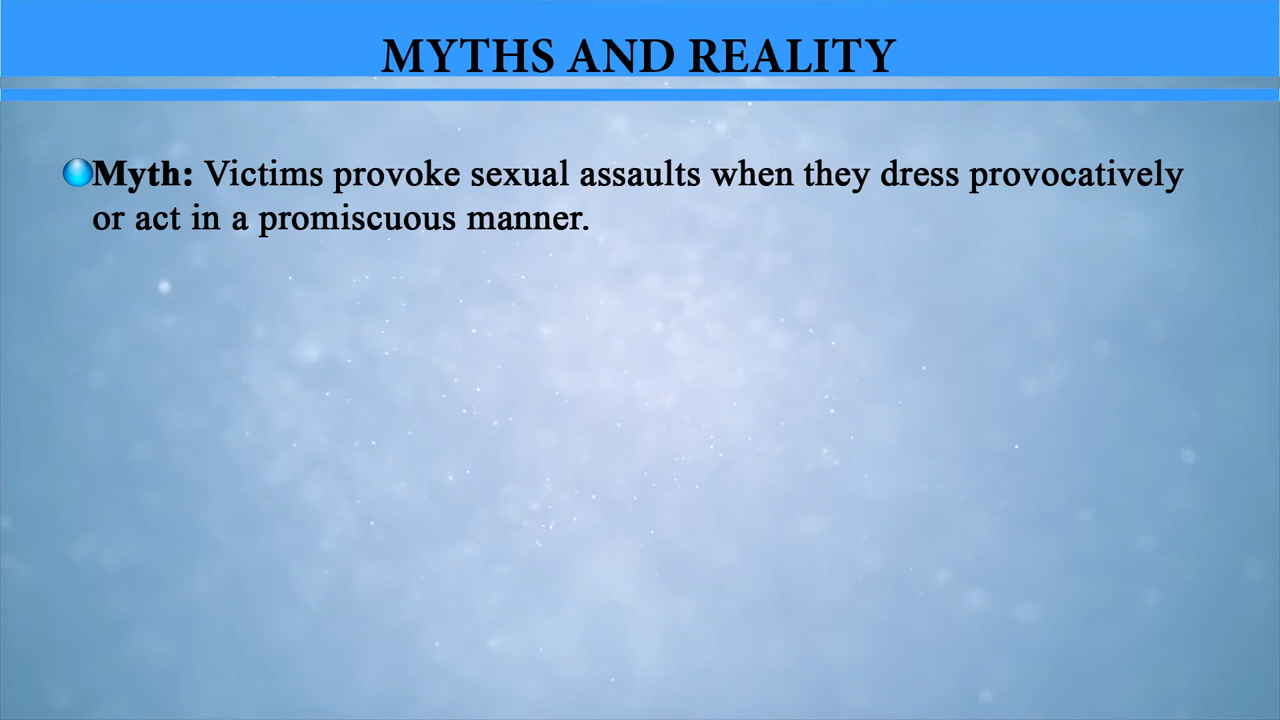 MYTHS AND REALITY
Myth: Victims provoke sexual assaults when they dress provocatively
or act in a promiscuous manner.